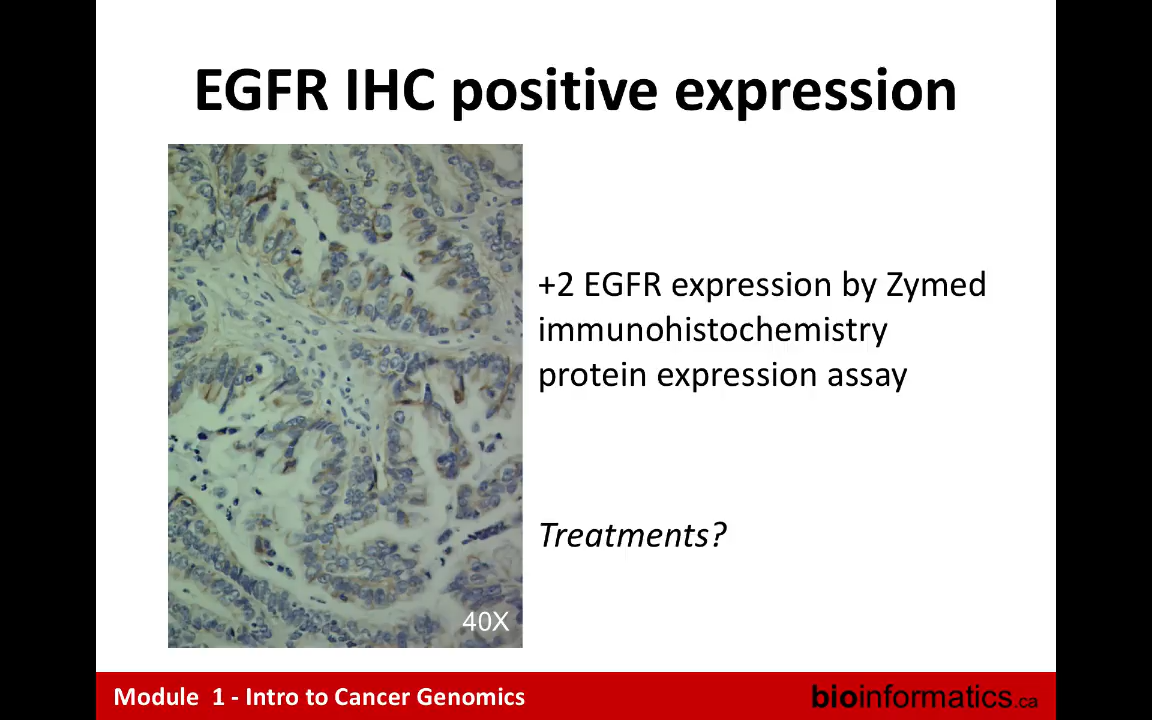 EGFR IHC positive expression
+2 EGFR expression by Zymed
immunohistochemistry
protein expression assay
Treatments?
40X
Module 1 - Intro to Cancer Genomics
bioinformatics.ca